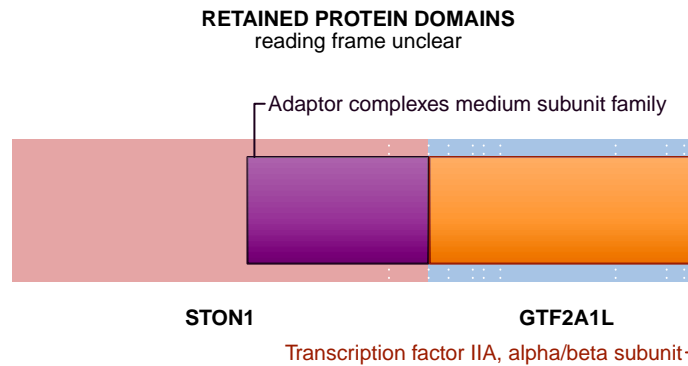 RETAINED PROTEIN DOMAINS
reading frame unclear
Adaptor complexes medium subunit family
STON1 GTF2A1L
Transcription factor IIA, alpha/beta subunit